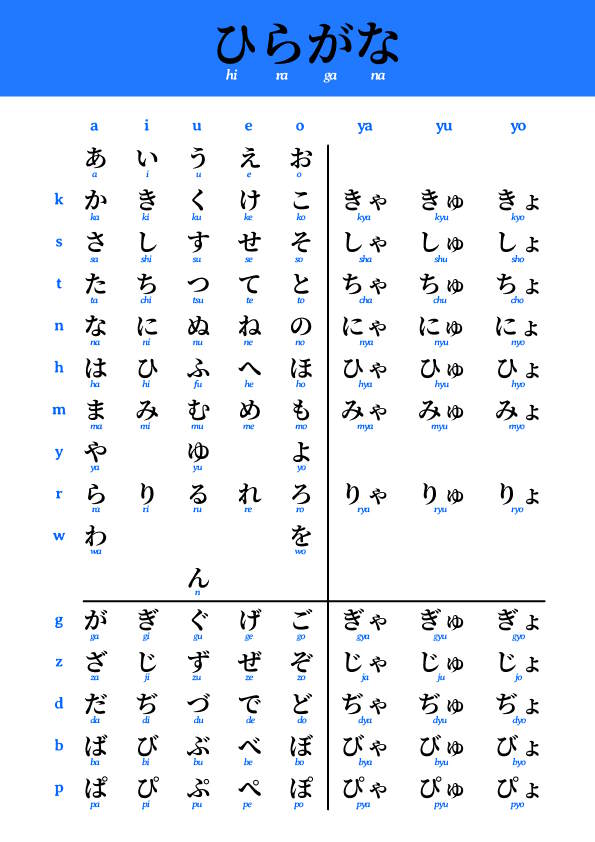 ひらがな
hi ra ga na
a i u e o ya yu yo
あ い う え お
a i u e o
k か き く け こ きゃ きゅ きょ
ka ki ku ke ko kya kyu kyo
s さ し す せ そ しゃ しゅ しょ
sa shi su se so sha shu sho
t た ち つ て と ちゃ ちゅ ちょ
ta chi tsu te to cha chu cho
n な に ぬ ね の にゃ にゅ にょ
na ni nu ne no nya nyu nyo
h は ひ ふ へ ほ ひゃ ひゅ ひょ
ha hi fu he ho hya hyu hyo
m ま み む め も みゃ みゅ みょ
ma mi mu me mo mya myu myo
y や ゆ よ
ya yu yo
r ら り る れ ろ りゃ りゅ りょ
ra ri ru re ro rya ryu ryo
w わ を
wa wo
ん
n
g が ぎ ぐ げ ご ぎゃ ぎゅ ぎょ
ga gi gu ge go gya gyu gyo
z ざ じ ず ぜ ぞ じゃ じゅ じょ
za ji zu ze zo ja ju jo
d だ ぢ づ で ど ぢゃ ぢゅ ぢょ
da di du de do dya dyu dyo
b ば び ぶ べ ぼ びゃ びゅ びょ
ba bi bu be bo bya byu byo
p ぱ ぴ ぷ ぺ ぽ ぴゃ ぴゅ ぴょ
pa pi pu pe po pya pyu pyo